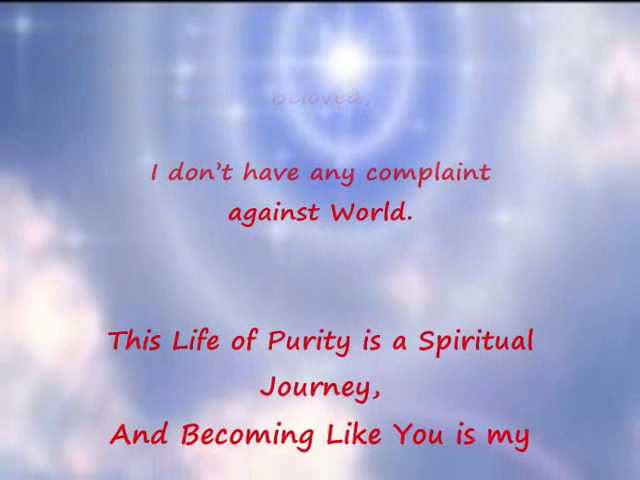 Beloved,
I don't have any complaint
against World.
This Life of Purity is a Spiritual
Journey,
And Becoming Like You is my